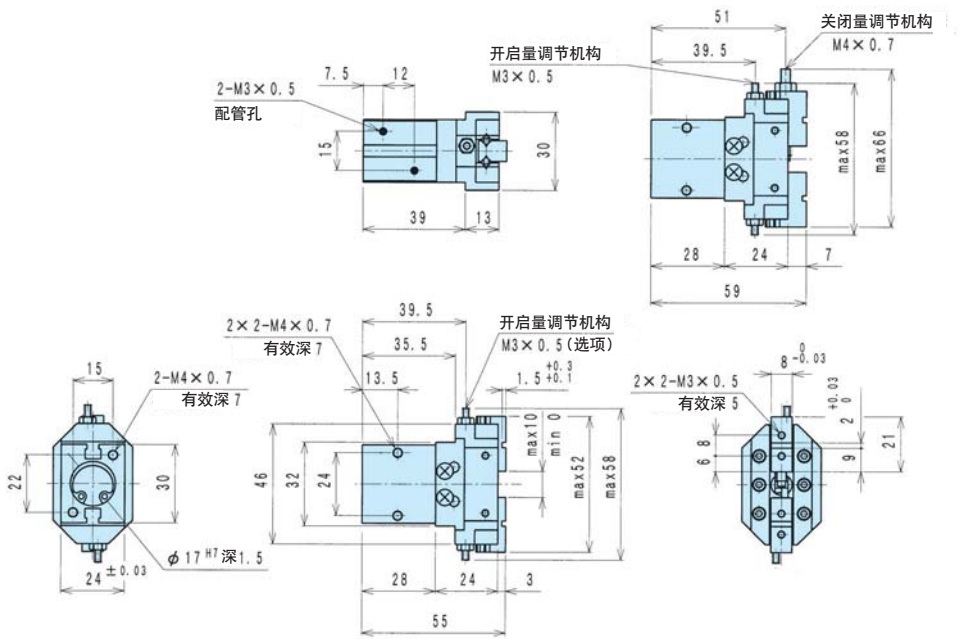 7.5
12
2-M3×0.5
配管孔
15
30
39
13
51
关闭量调节机构
M4×0.7
39.5
开启量调节机构
M3×0.5
max58
max66
28
24
7
59
15
2-M4×0.7
有效深7
22
30
φ17 H7深1.5
24 ±0.03
39.5
2×2-M4×0.7
有效深7
35.5
13.5
开启量调节机构
M3×0.5(选项)
1.5 +0.3 +0.1
46
32
24
max10
min0
max52
max58
28
24
3
55
8 0 -0.03
2×2-M3×0.5
有效深5
2 +0.03 0
8
6
9
21